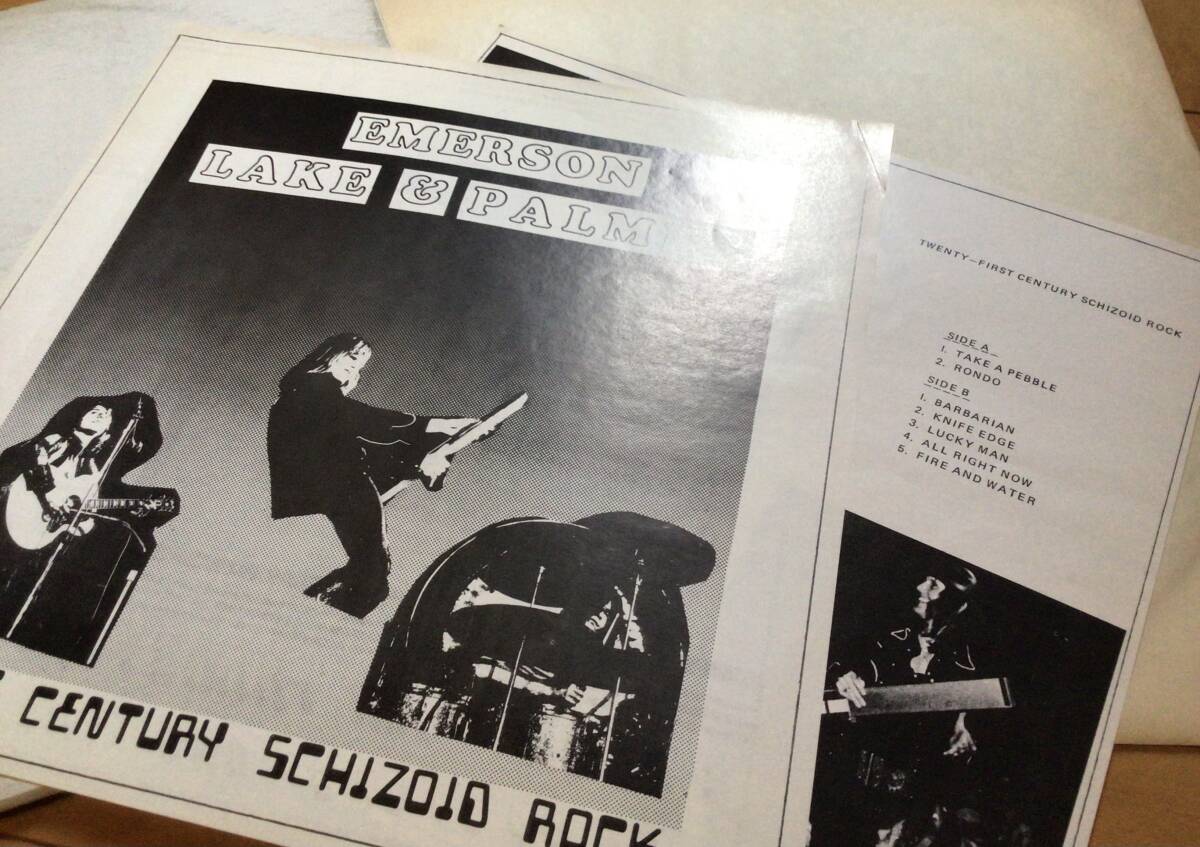 EMERSON
LAKE & PALM
CENTURY SCHIZOID ROCK
TWENTY-FIRST CENTURY SCHIZOID ROCK
SIDE A
1. TAKE A PEBBLE
2. RONDO
SIDE B
1. BARBARIAN
2. KNIFE EDGE
3. LUCKY MAN
4. ALL RIGHT NOW
5. FIRE AND WATER